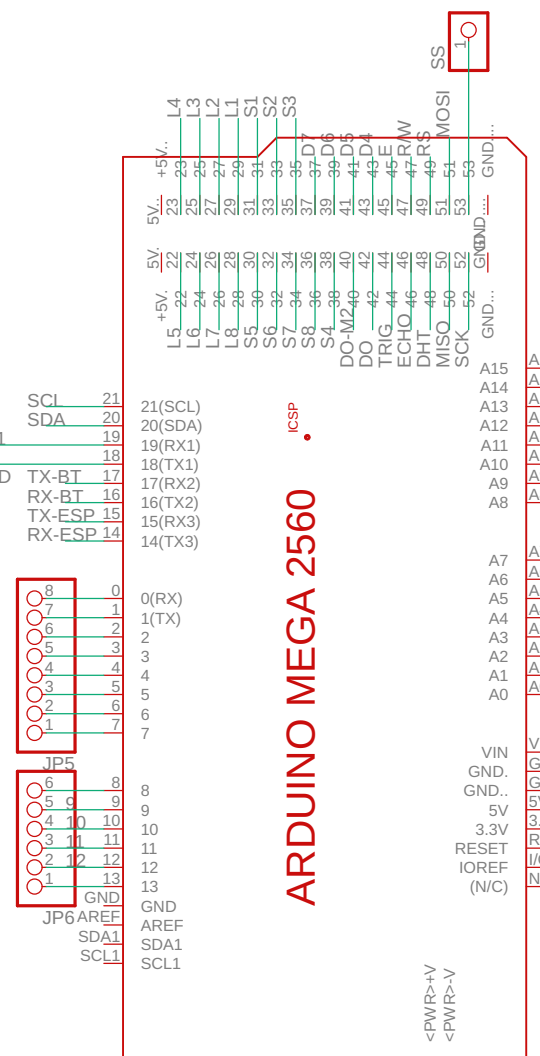 SS
1
L4
L3
L2
L1
S1
S2
S3
D7
D6
D5
D4
E
R/W
RS
MOSI
+5V..
23
25
27
29
31
33
35
37
39
41
43
45
47
49
51
53
GND....
5V..
23
25
27
29
31
33
35
37
39
41
43
45
47
49
51
53
GND....
5V.
22
24
26
28
30
32
34
36
38
40
42
44
46
48
50
52
GND...
+5V.
22
24
26
28
30
32
34
36
38
40
42
44
46
48
50
52
GND...
L5
L6
L7
L8
S5
S6
S7
S8
S4
DO-M2
DO
TRIG
ECHO
DHT
MISO
SCK
ICSP
ARDUINO MEGA 2560
SCL 21 21(SCL)
SDA 20 20(SDA)
19 19(RX1)
18 18(TX1)
D TX-BT 17 17(RX2)
RX-BT 16 16(TX2)
TX-ESP 15 15(RX3)
RX-ESP 14 14(TX3)
8 0 0(RX)
7 1 1(TX)
6 2 2
5 3 3
4 4 4
3 5 5
2 6 6
1 7 7
JP5
6 8 8
5 9 9 9
4 10 10 10
3 11 11 11
2 12 12 12
1 13 13
JP6
GND GND
AREF AREF
SDA1 SDA1
SCL1 SCL1
A15 A
A14 A
A13 A
A12 A
A11 A
A10 A
A9 A
A8 A
A7 A
A6 A
A5 A
A4 A
A3 A
A2 A
A1 A
A0 A
VIN V
GND. G
GND.. G
5V 5V
3.3V 3.
RESET R
IOREF I/O
(N/C) N
<PWR>+V
<PWR>-V